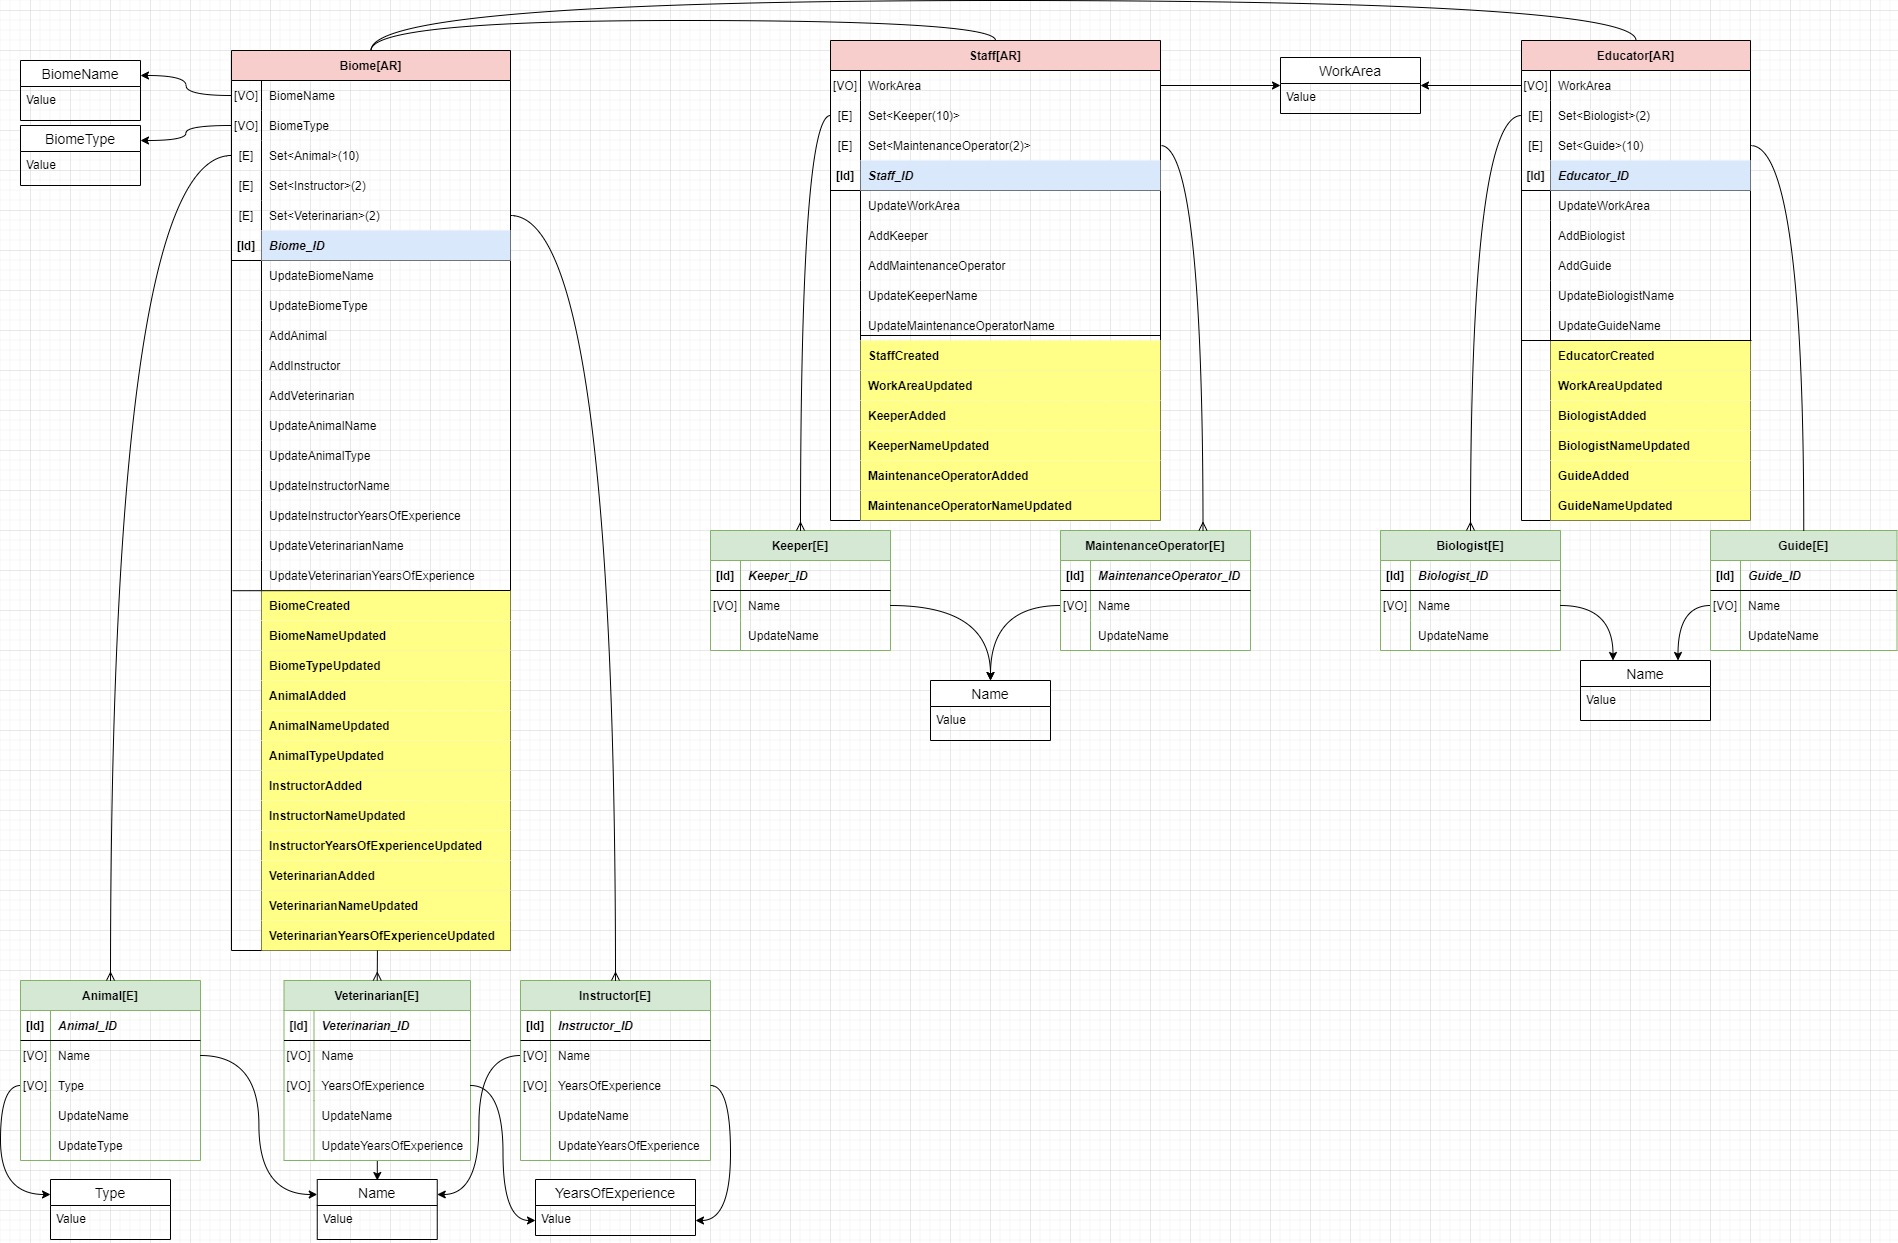 BiomeName
Value
BiomeType
Value
Biome[AR]
[VO] BiomeName
[VO] BiomeType
[E] Set<Animal>(10)
[E] Set<Instructor>(2)
[E] Set<Veterinarian>(2)
[Id] Biome_ID
UpdateBiomeName
UpdateBiomeType
AddAnimal
AddInstructor
AddVeterinarian
UpdateAnimalName
UpdateAnimalType
UpdateInstructorName
UpdateInstructorYearsOfExperience
UpdateVeterinarianName
UpdateVeterinarianYearsOfExperience
BiomeCreated
BiomeNameUpdated
BiomeTypeUpdated
AnimalAdded
AnimalNameUpdated
AnimalTypeUpdated
InstructorAdded
InstructorNameUpdated
InstructorYearsOfExperienceUpdated
VeterinarianAdded
VeterinarianNameUpdated
VeterinarianYearsOfExperienceUpdated
Staff[AR]
[VO] WorkArea
[E] Set<Keeper(10)>
[E] Set<MaintenanceOperator(2)>
[Id] Staff_ID
UpdateWorkArea
AddKeeper
AddMaintenanceOperator
UpdateKeeperName
UpdateMaintenanceOperatorName
StaffCreated
WorkAreaUpdated
KeeperAdded
KeeperNameUpdated
MaintenanceOperatorAdded
MaintenanceOperatorNameUpdated
WorkArea
Value
Educator[AR]
[VO] WorkArea
[E] Set<Biologist>(2)
[E] Set<Guide>(10)
[Id] Educator_ID
UpdateWorkArea
AddBiologist
AddGuide
UpdateBiologistName
UpdateGuideName
EducatorCreated
WorkAreaUpdated
BiologistAdded
BiologistNameUpdated
GuideAdded
GuideNameUpdated
Keeper[E]
[Id] Keeper_ID
[VO] Name
UpdateName
MaintenanceOperator[E]
[Id] MaintenanceOperator_ID
[VO] Name
UpdateName
Name
Value
Biologist[E]
[Id] Biologist_ID
[VO] Name
UpdateName
Guide[E]
[Id] Guide_ID
[VO] Name
UpdateName
Name
Value
Animal[E]
[Id] Animal_ID
[VO] Name
[VO] Type
UpdateName
UpdateType
Veterinarian[E]
[Id] Veterinarian_ID
[VO] Name
[VO] YearsOfExperience
UpdateName
UpdateYearsOfExperience
Instructor[E]
[Id] Instructor_ID
[VO] Name
[VO] YearsOfExperience
UpdateName
UpdateYearsOfExperience
Type
Value
Name
Value
YearsOfExperience
Value